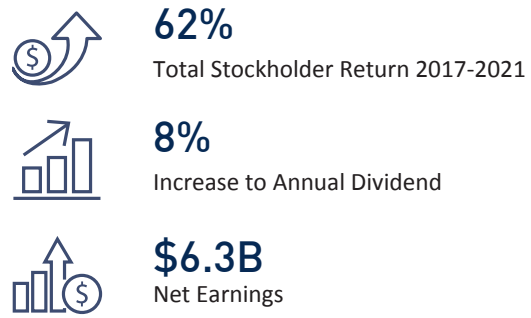 $
62%
Total Stockholder Return 2017-2021
8%
Increase to Annual Dividend
$
$6.3B
Net Earnings